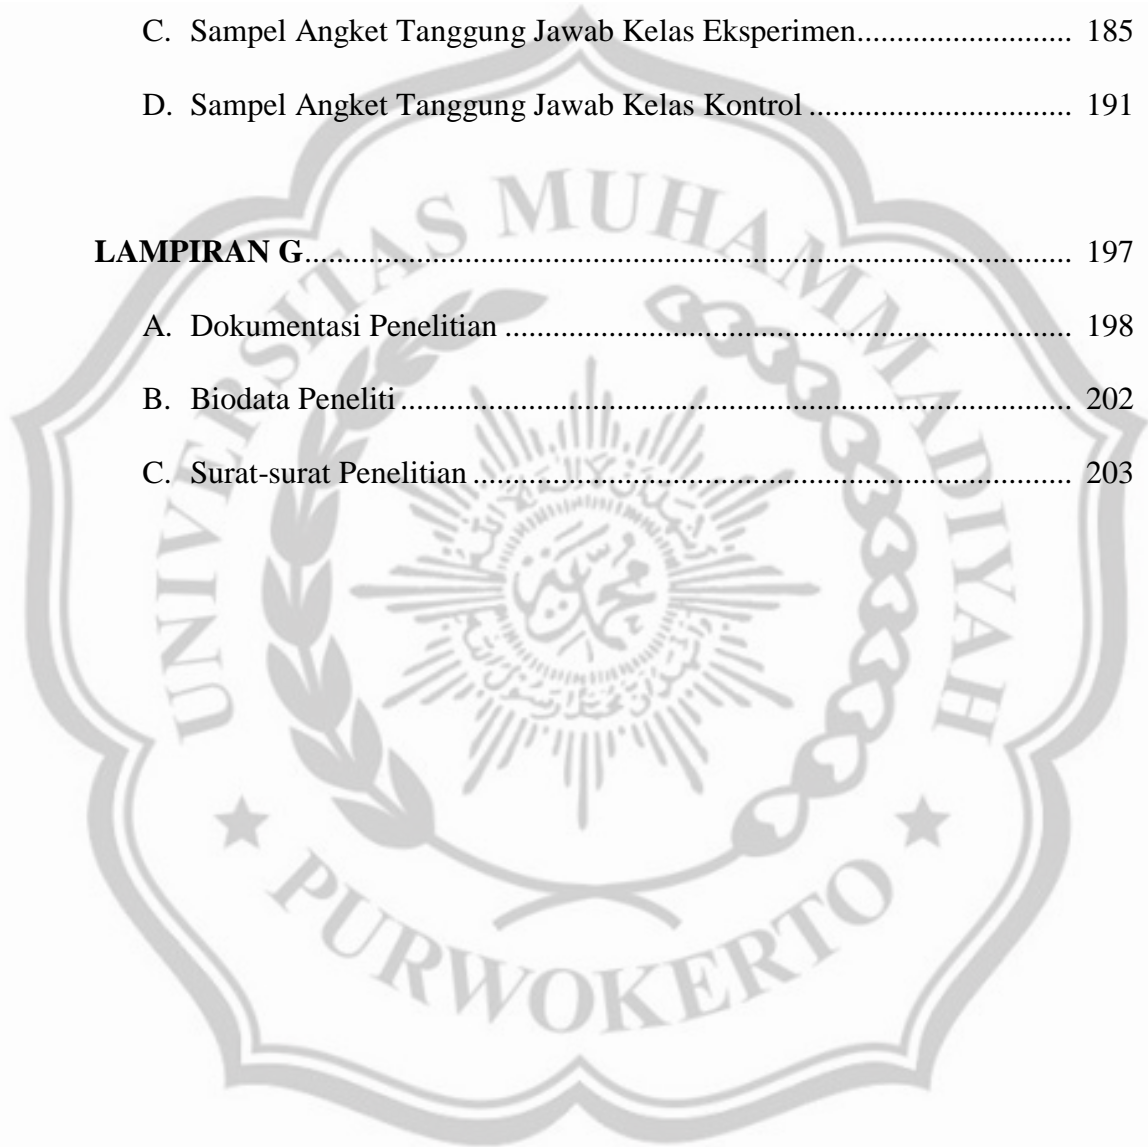 C. Sampel Angket Tanggung Jawab Kelas Eksperimen........................... 185
D. Sampel Angket Tanggung Jawab Kelas Kontrol ................................ 191
LAMPIRAN G............................................................................................... 197
A. Dokumentasi Penelitian ...................................................................... 198
B. Biodata Peneliti ................................................................................... 202
C. Surat-surat Penelitian .......................................................................... 203
UNIVERSITAS MUHAMMADIYAH
PURWOKERTO